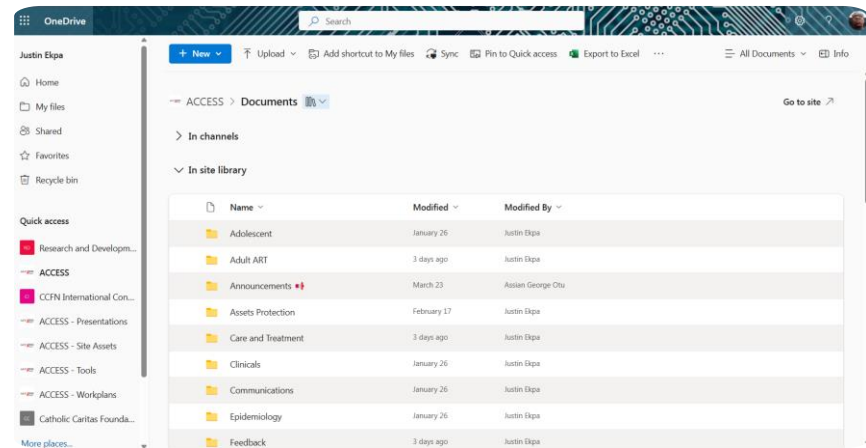 OneDrive
Search
?
Justin Ekpa
Home
My files
Shared
Favorites
Recycle bin
Quick access
Research and Developm...
ACCESS
CCFN International Con...
ACCESS - Presentations
ACCESS - Site Assets
ACCESS - Tools
ACCESS - Workplans
Catholic Caritas Founda...
More places...
+ New
Upload
Add shortcut to My files
Sync
Pin to Quick access
Export to Excel
...
All Documents
Info
ACCESS > Documents
Go to site
In channels
In site library
Name Modified Modified By
Adolescent January 26 Justin Ekpa
Adult ART 3 days ago Justin Ekpa
Announcements March 23 Assian George Otu
Assets Protection February 17 Justin Ekpa
Care and Treatment 3 days ago Justin Ekpa
Clinicals January 26 Justin Ekpa
Communications January 26 Justin Ekpa
Epidemiology January 26 Justin Ekpa
Feedback 3 days ago Justin Ekpa